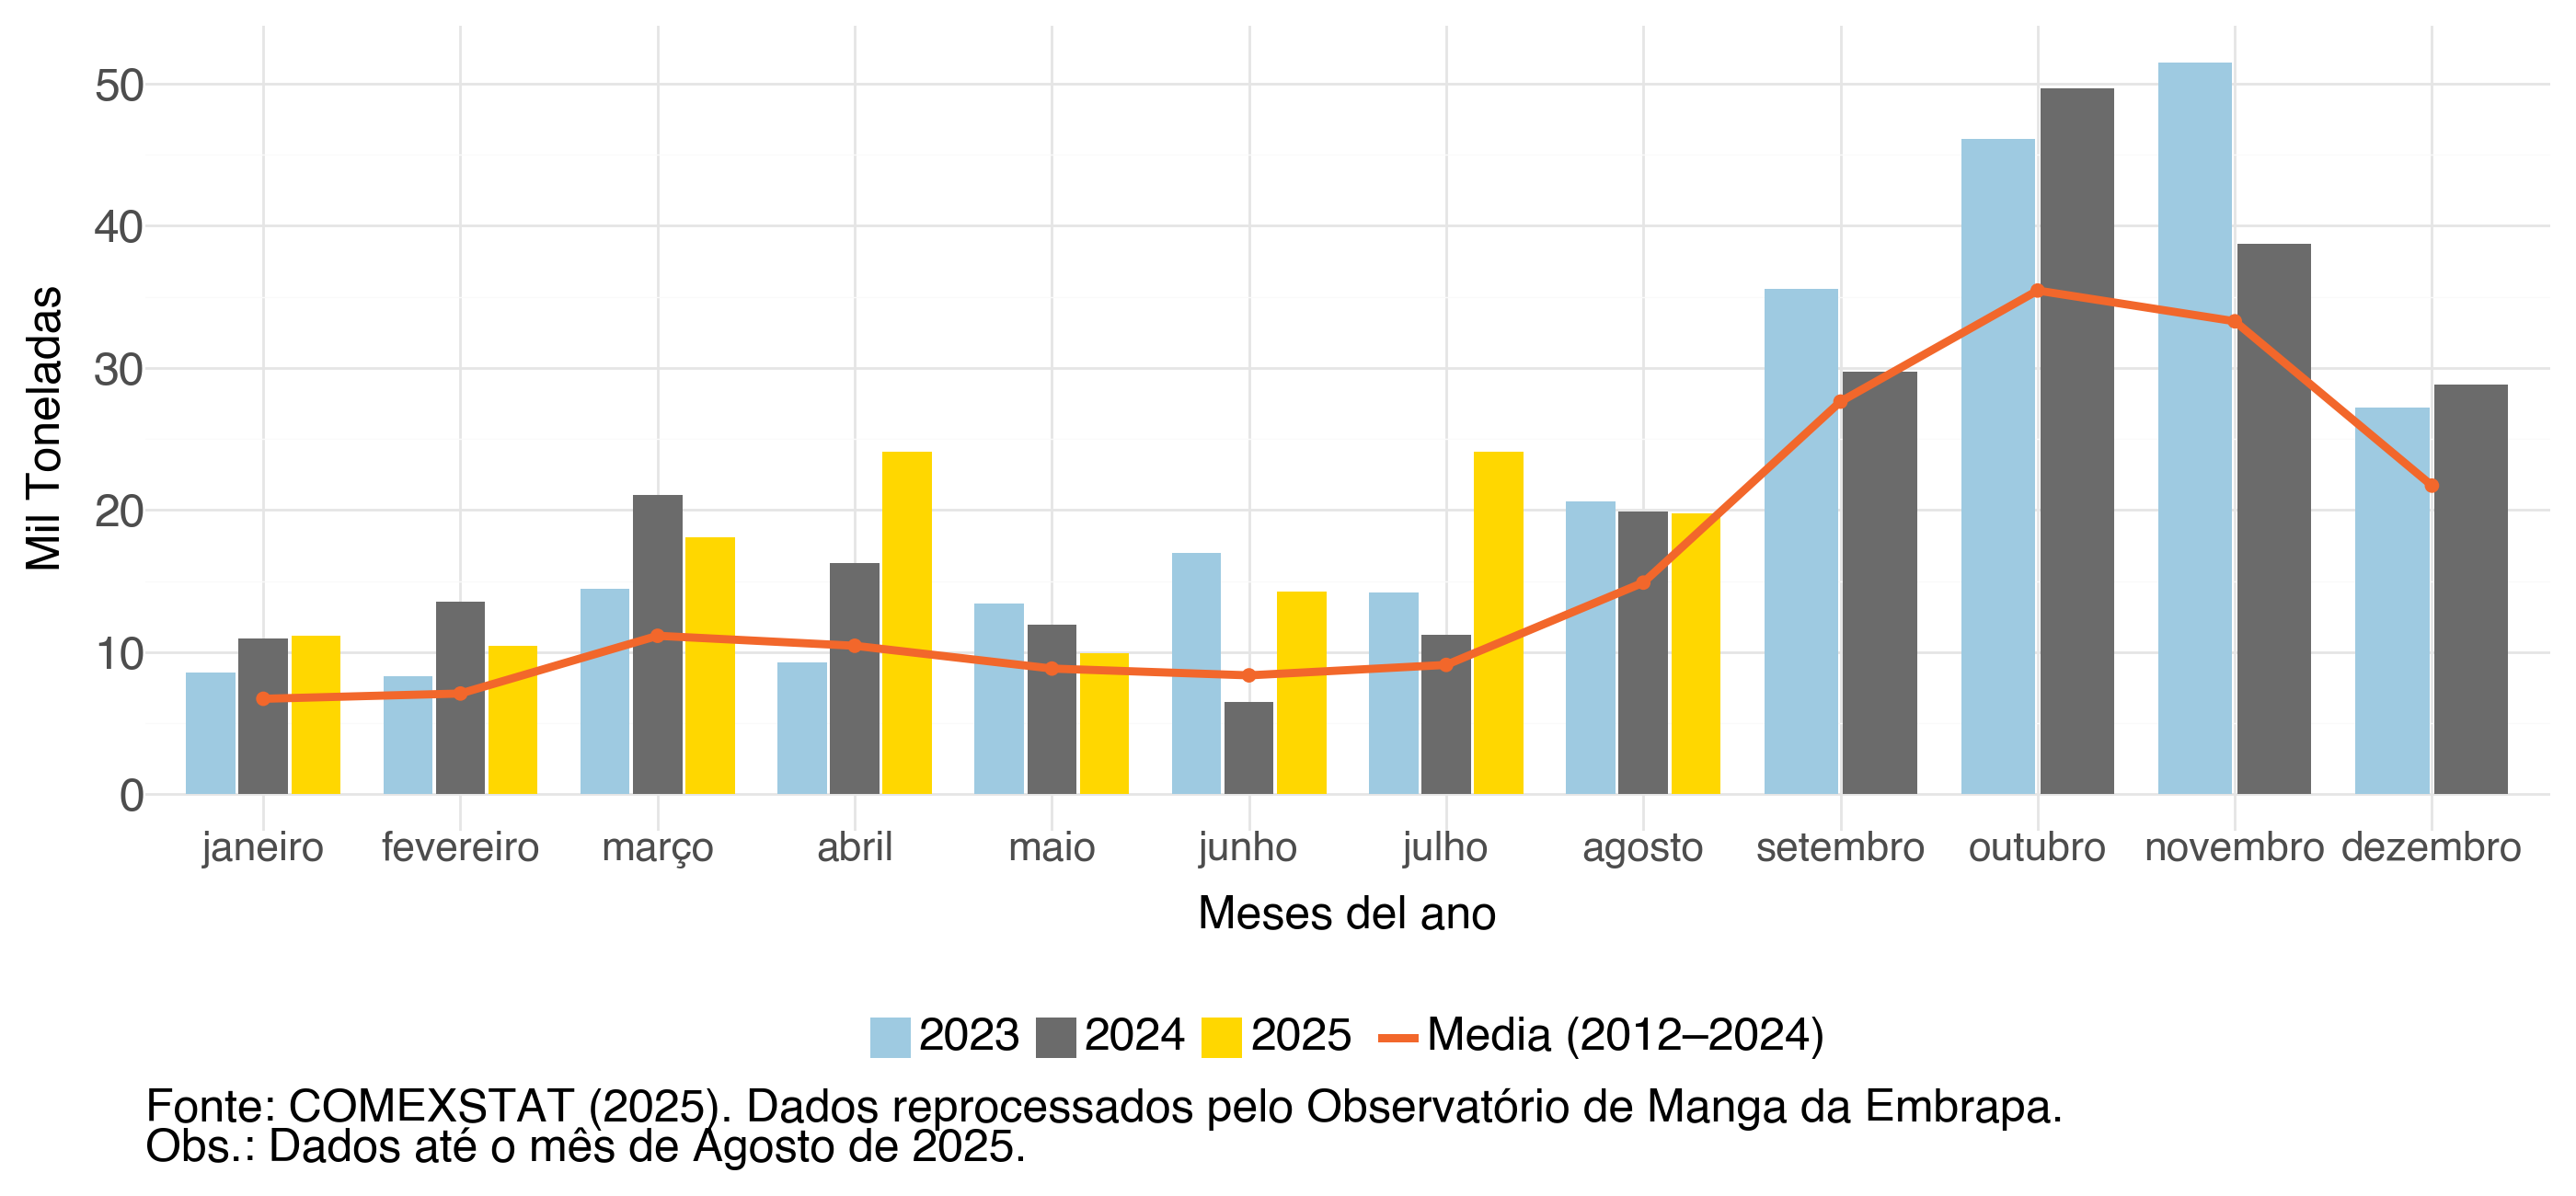 Mil Toneladas
50
40
30
20
10
0
janeiro fevereiro março abril maio junho julho agosto setembro outubro novembro dezembro
Meses del ano
2023 2024 2025 Media (2012–2024)
Fonte: COMEXSTAT (2025). Dados reprocessados pelo Observatório de Manga da Embrapa.
Obs.: Dados até o mês de Agosto de 2025.